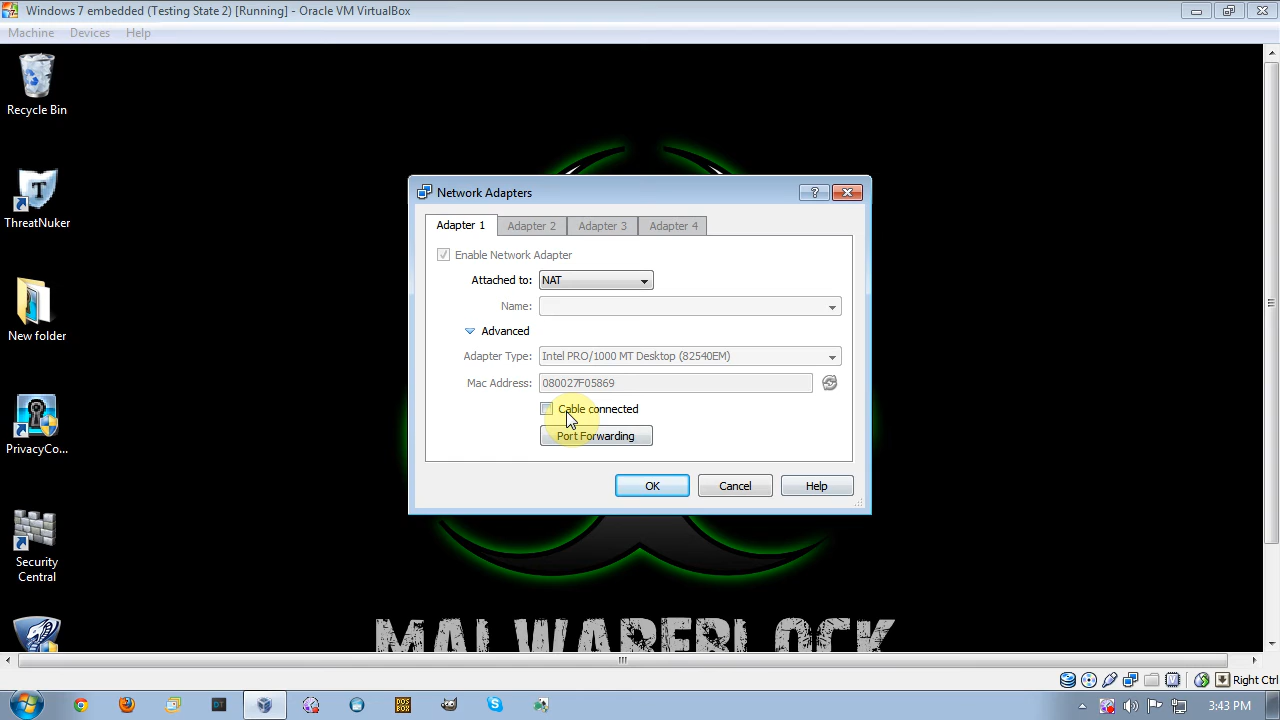 Windows 7 embedded (Testing State 2) [Running] - Oracle VM VirtualBox
Machine Devices Help
Recycle Bin
ThreatNuker
New folder
PrivacyCo...
Security
Central
Network Adapters
Adapter 1 Adapter 2 Adapter 3 Adapter 4
Enable Network Adapter
Attached to: NAT
Name:
Advanced
Adapter Type: Intel PRO/1000 MT Desktop (82540EM)
Mac Address: 080027F05869
Cable connected
Port Forwarding
OK Cancel Help
MALWAREBLOCK
Right Ctrl
DT
DOS
BOX
3:43 PM